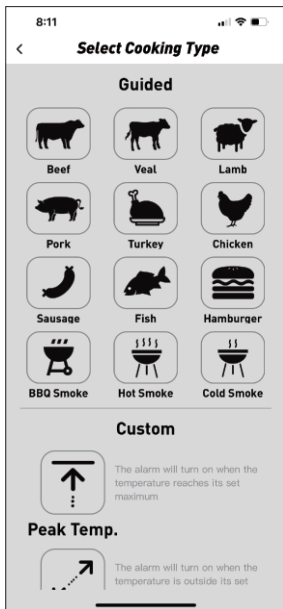 8:11
Select Cooking Type
Guided
Beef Veal Lamb
Pork Turkey Chicken
Sausage Fish Hamburger
BBQ Smoke Hot Smoke Cold Smoke
Custom
The alarm will turn on when the
temperature reaches its set
maximum
Peak Temp.
The alarm will turn on when the
temperature is outside its set